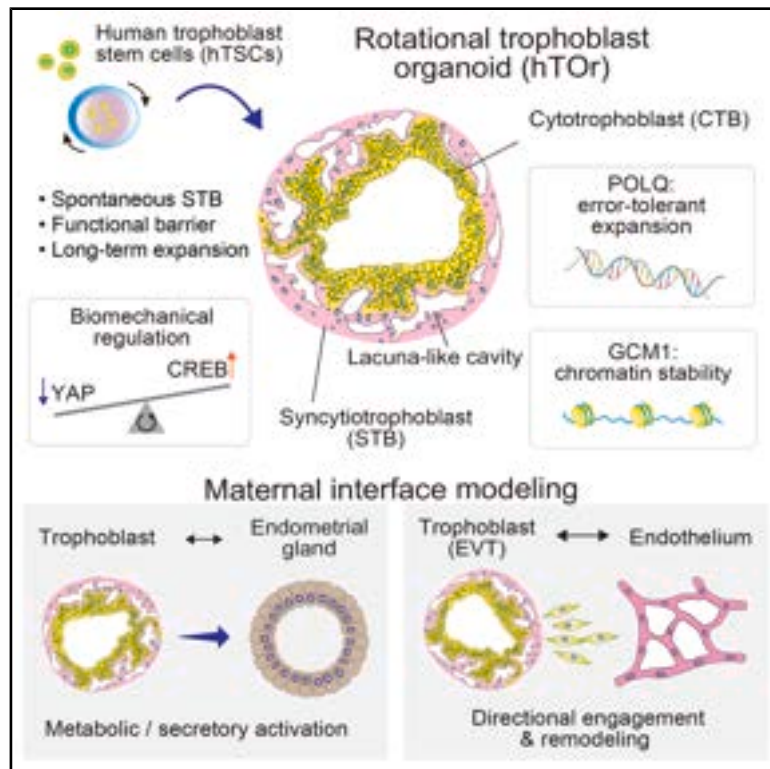 Human trophoblast
stem cells (hTSCs)
Rotational trophoblast
organoid (hTOr)
Cytotrophoblast (CTB)
• Spontaneous STB
• Functional barrier
• Long-term expansion
POLQ:
error-tolerant
expansion
Biomechanical
regulation
CREB
YAP
Lacuna-like cavity
Syncytiotrophoblast
(STB)
GCM1:
chromatin stability
Maternal interface modeling
Trophoblast
Endometrial
gland
Metabolic / secretory activation
Trophoblast
(EVT)
Endothelium
Directional engagement
& remodeling